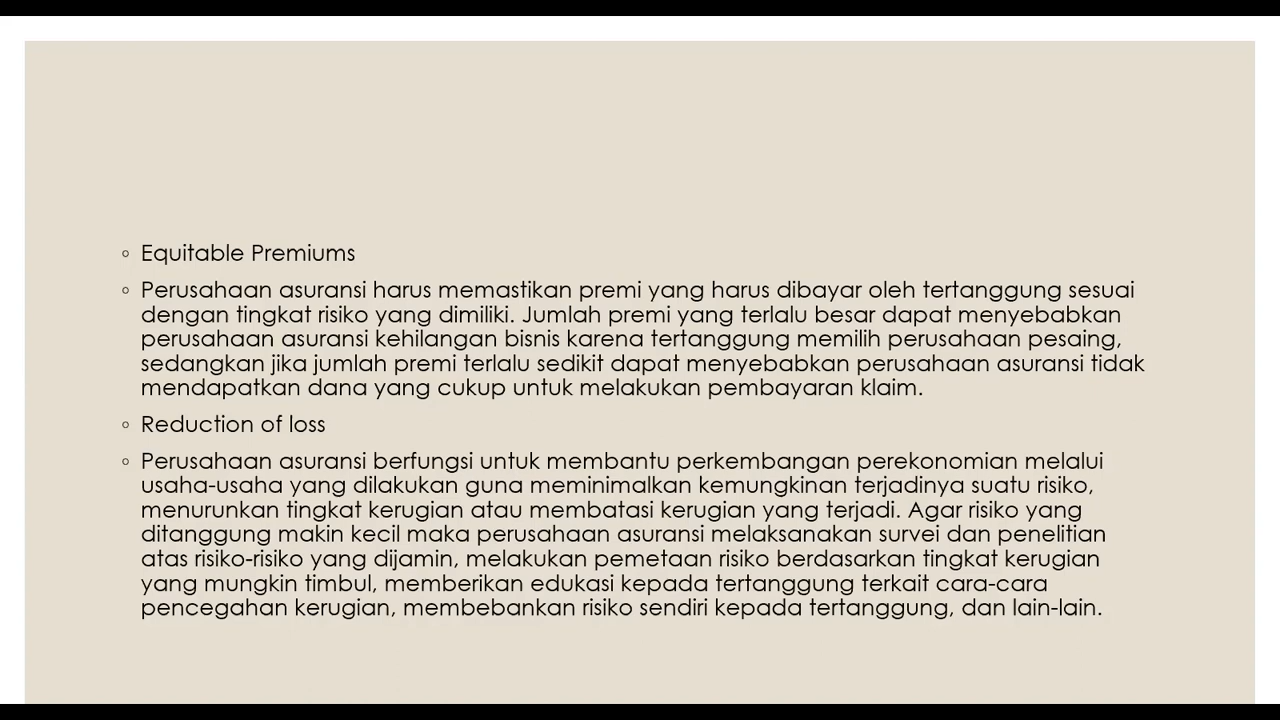 ◦ Equitable Premiums
◦ Perusahaan asuransi harus memastikan premi yang harus dibayar oleh tertanggung sesuai
dengan tingkat risiko yang dimiliki. Jumlah premi yang terlalu besar dapat menyebabkan
perusahaan asuransi kehilangan bisnis karena tertanggung memilih perusahaan pesaing,
sedangkan jika jumlah premi terlalu sedikit dapat menyebabkan perusahaan asuransi tidak
mendapatkan dana yang cukup untuk melakukan pembayaran klaim.
◦ Reduction of loss
◦ Perusahaan asuransi berfungsi untuk membantu perkembangan perekonomian melalui
usaha-usaha yang dilakukan guna meminimalkan kemungkinan terjadinya suatu risiko,
menurunkan tingkat kerugian atau membatasi kerugian yang terjadi. Agar risiko yang
ditanggung makin kecil maka perusahaan asuransi melaksanakan survei dan penelitian
atas risiko-risiko yang dijamin, melakukan pemetaan risiko berdasarkan tingkat kerugian
yang mungkin timbul, memberikan edukasi kepada tertanggung terkait cara-cara
pencegahan kerugian, membebankan risiko sendiri kepada tertanggung, dan lain-lain.